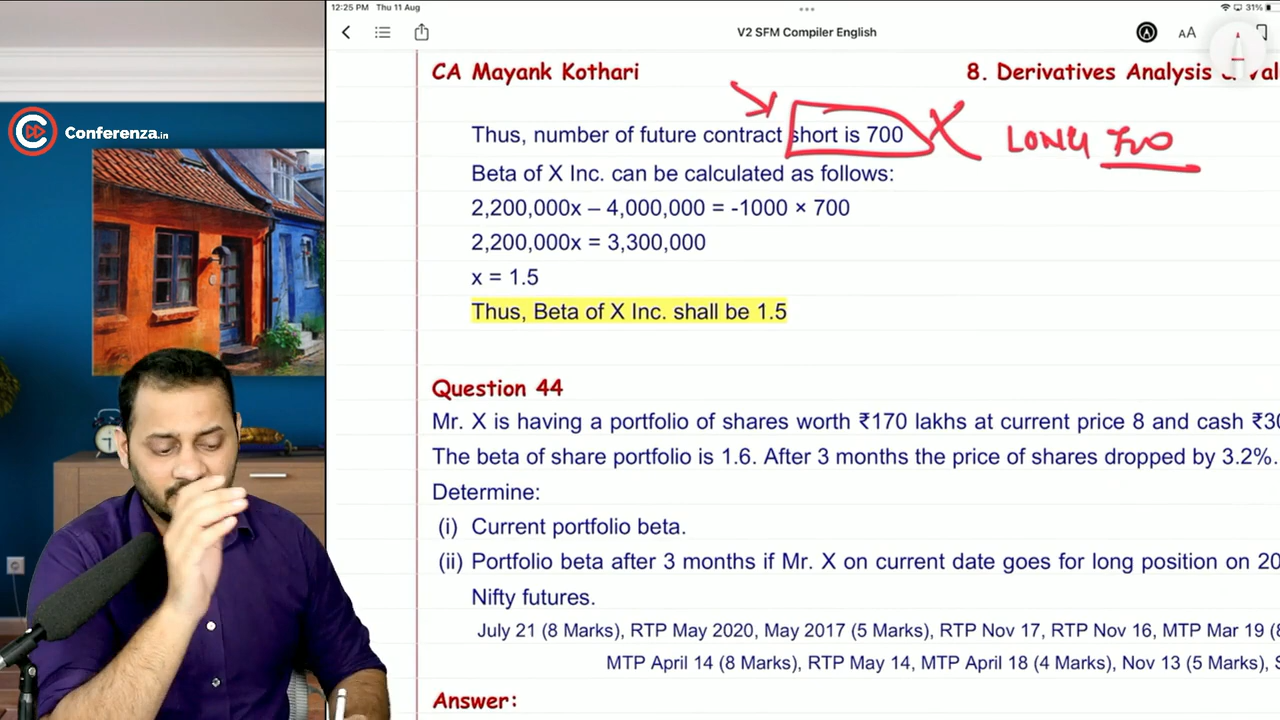 12:25 PM Thu 11 Aug
31%
V2 SFM Compiler English
AA
CA Mayank Kothari
8. Derivatives Analysis
Conferenza.in
Thus, number of future contract short is 700
LONG 700
Beta of X Inc. can be calculated as follows:
2,200,000x – 4,000,000 = -1000 × 700
2,200,000x = 3,300,000
x = 1.5
Thus, Beta of X Inc. shall be 1.5
Question 44
Mr. X is having a portfolio of shares worth ₹170 lakhs at current price 8 and cash ₹30
The beta of share portfolio is 1.6. After 3 months the price of shares dropped by 3.2%.
Determine:
(i) Current portfolio beta.
(ii) Portfolio beta after 3 months if Mr. X on current date goes for long position on 20
Nifty futures.
July 21 (8 Marks), RTP May 2020, May 2017 (5 Marks), RTP Nov 17, RTP Nov 16, MTP Mar 19 (8
MTP April 14 (8 Marks), RTP May 14, MTP April 18 (4 Marks), Nov 13 (5 Marks), S
Answer: